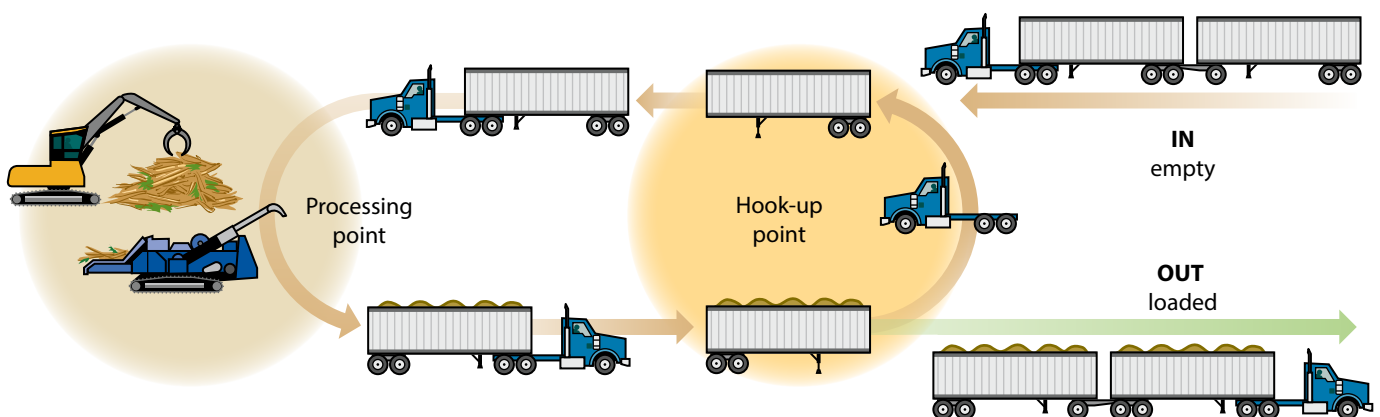 Processing
point
Hook-up
point
IN
empty
OUT
loaded